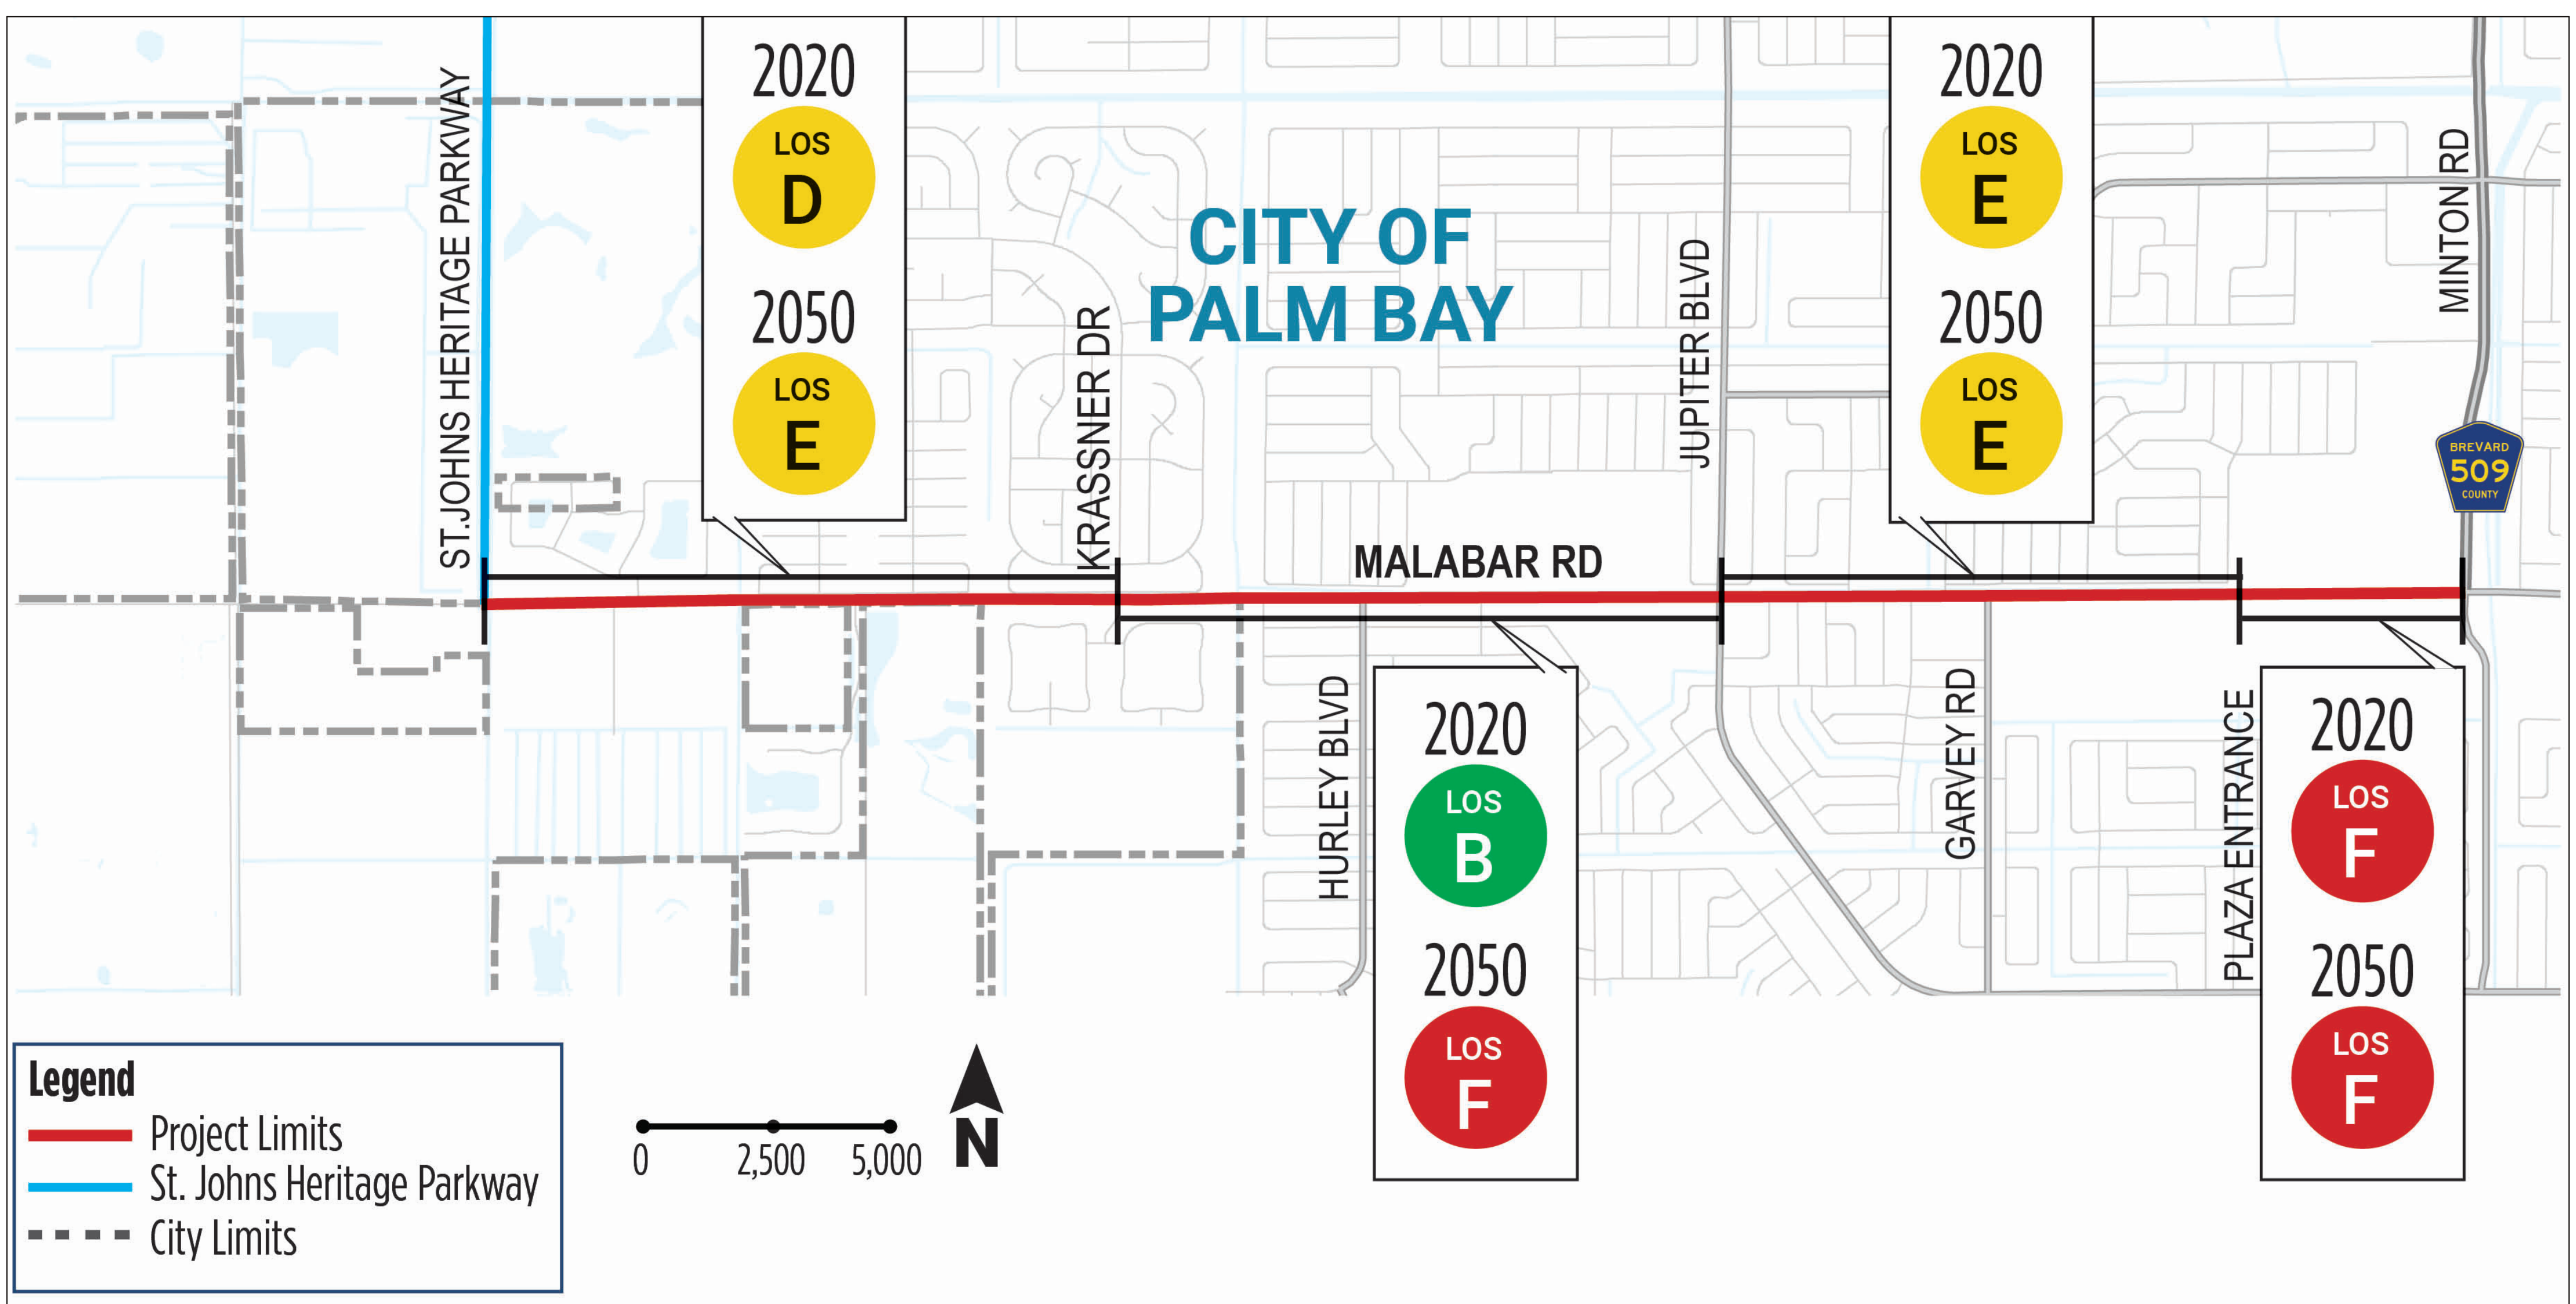 2020
LOS
D
2050
LOS
E
2020
LOS
E
2050
LOS
E
ST.JOHNS HERITAGE PARKWAY
KRASSNER DR
CITY OF
PALM BAY
JUPITER BLVD
MINTON RD
BREVARD
509
COUNTY
MALABAR RD
HURLEY BLVD
GARVEY RD
PLAZA ENTRANCE
2020
LOS
B
2050
LOS
F
2020
LOS
F
2050
LOS
F
Legend
Project Limits
St. Johns Heritage Parkway
City Limits
0 2,500 5,000
N